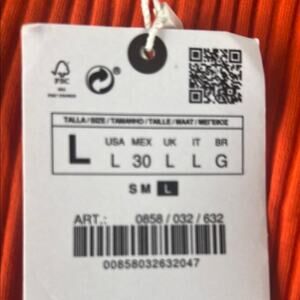 FSC
TALLA / SIZE / TAMANHO / TAILLE / MAAT / ΜΕΓΕΘΟΣ
USA MEX UK IT BR
L L 30 L L G
S M L
ART.: 0858 / 032 / 632
00858032632047